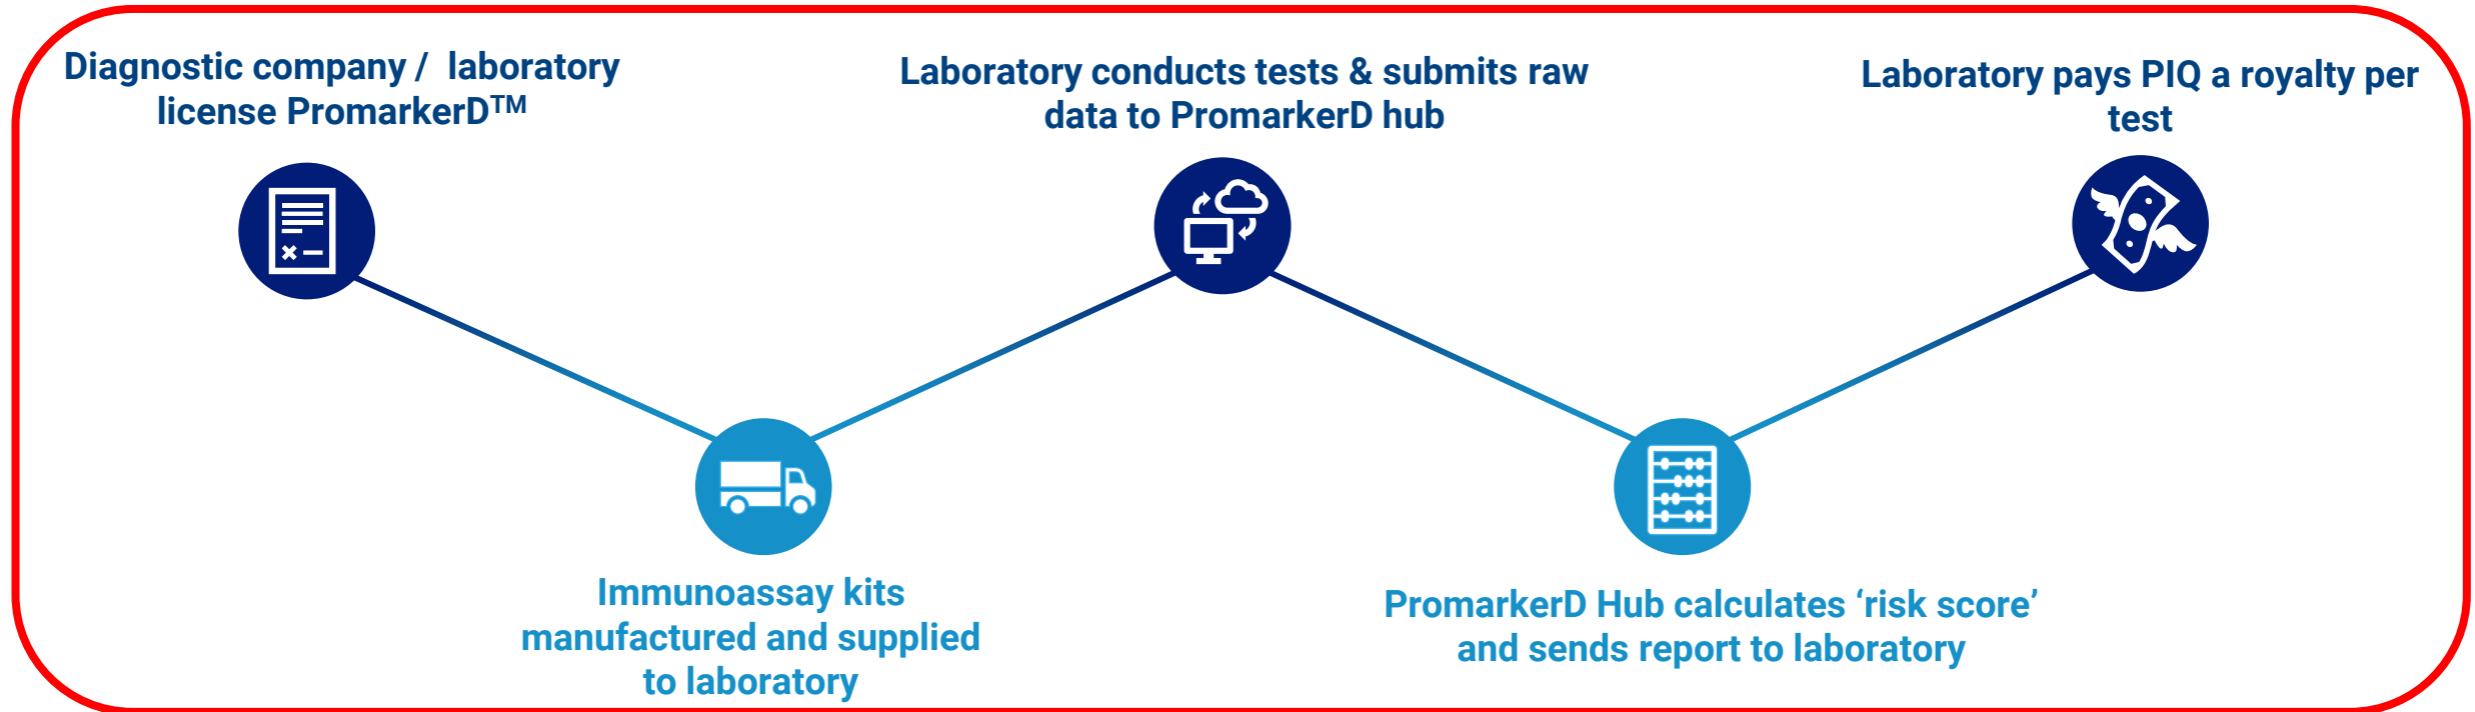 Diagnostic company / laboratory
license PromarkerD™
Immunoassay kits
manufactured and supplied
to laboratory
Laboratory conducts tests & submits raw
data to PromarkerD hub
PromarkerD Hub calculates ‘risk score’
and sends report to laboratory
Laboratory pays PIQ a royalty per
test